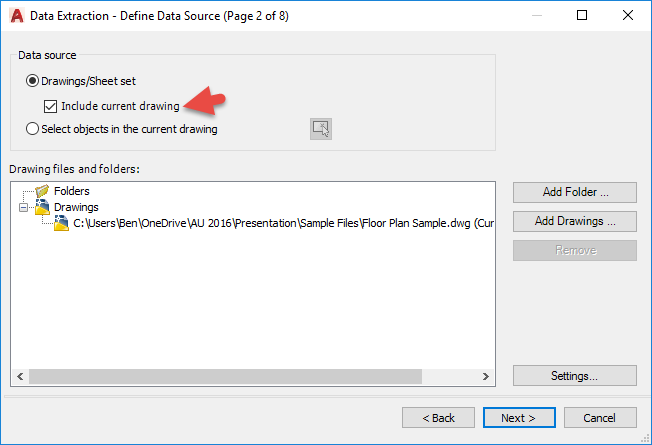 Data Extraction - Define Data Source (Page 2 of 8)
Data source
Drawings/Sheet set
Include current drawing
Select objects in the current drawing
Drawing files and folders:
Folders
Drawings
C:\Users\Ben\OneDrive\AU 2016\Presentation\Sample Files\Floor Plan Sample.dwg (Cur
Add Folder ...
Add Drawings ...
Remove
Settings...
< Back
Next >
Cancel